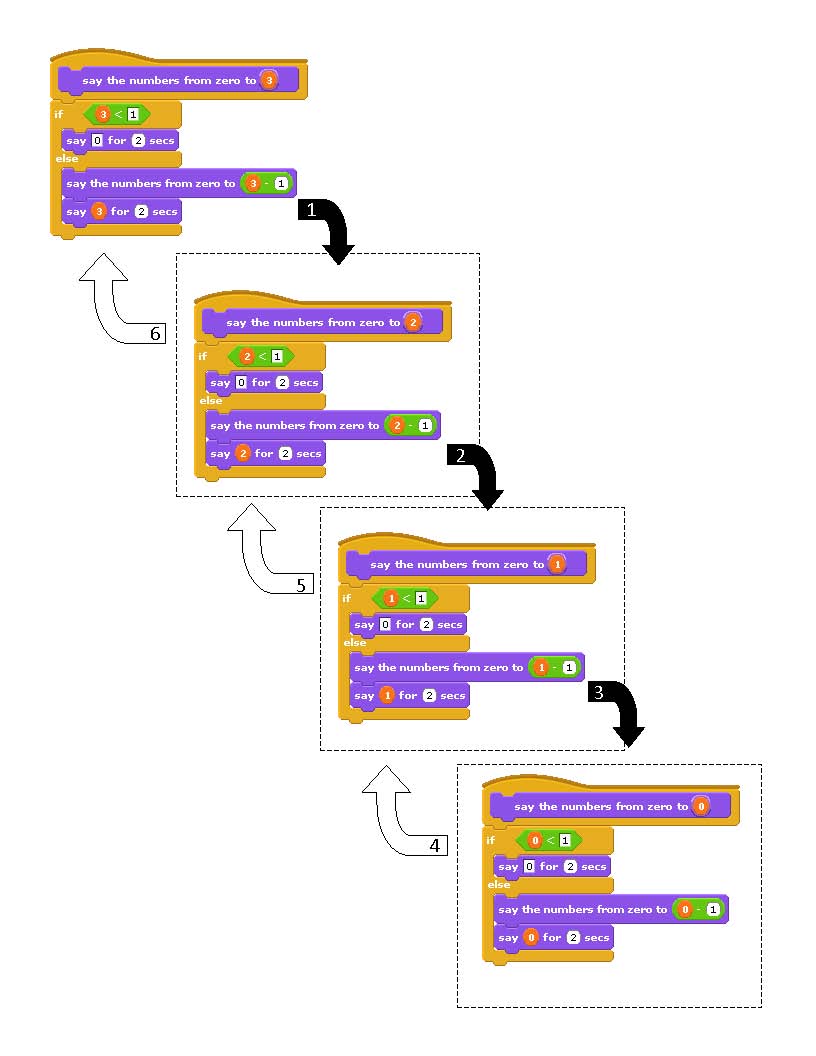 say the numbers from zero to 3
if 3 < 1
say 0 for 2 secs
else
say the numbers from zero to 3 - 1
say 3 for 2 secs
1
6
say the numbers from zero to 2
if 2 < 1
say 0 for 2 secs
else
say the numbers from zero to 2 - 1
say 2 for 2 secs
2
5
say the numbers from zero to 1
if 1 < 1
say 0 for 2 secs
else
say the numbers from zero to 1 - 1
say 1 for 2 secs
3
4
say the numbers from zero to 0
if 0 < 1
say 0 for 2 secs
else
say the numbers from zero to 0 - 1
say 0 for 2 secs